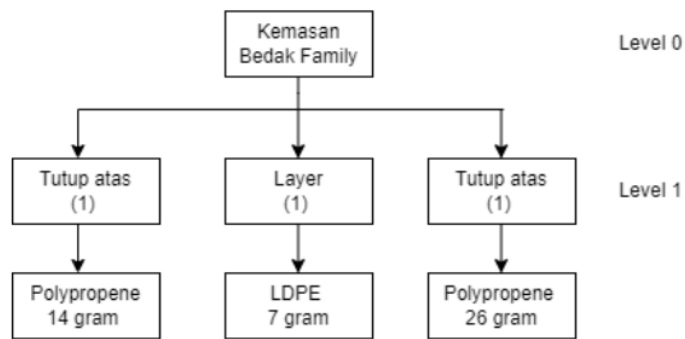 Kemasan
Bedak Family
Level 0
Tutup atas
(1)
Layer
(1)
Tutup atas
(1)
Level 1
Polypropene
14 gram
LDPE
7 gram
Polypropene
26 gram